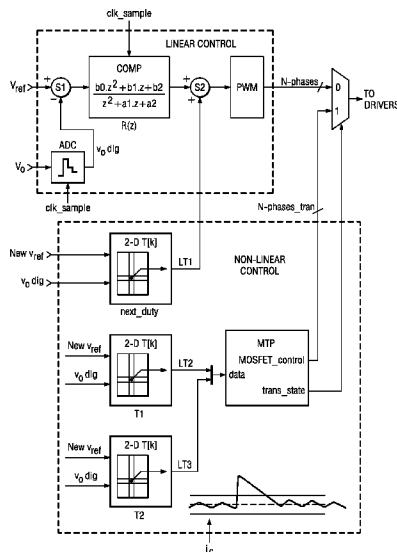 clk_sample
LINEAR CONTROL
Vref
+
S1
−
COMP
b0.z²+b1.z+b2
z²+a1.z+a2
R(z)
+
S2
+
PWM
N-phases
0
1
TO
DRIVERS
ADC
Vo
vo dig
clk_sample
N-phases_tran
New vref
vo dig
2-D T[k]
LT1
next_duty
NON-LINEAR
CONTROL
New vref
vo dig
2-D T[k]
LT2
T1
MTP
MOSFET_control
data
trans_state
New vref
vo dig
2-D T[k]
LT3
T2
ic